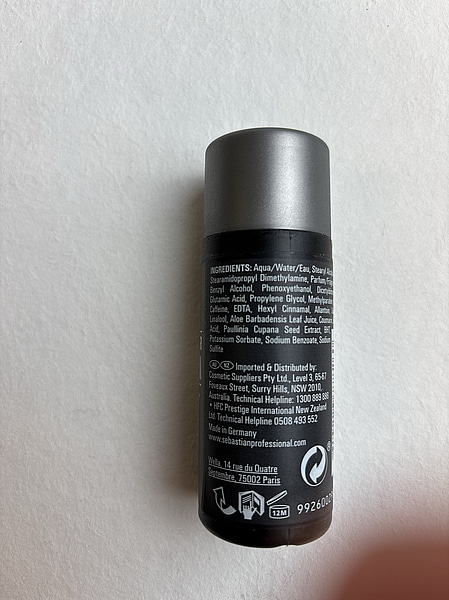 INGREDIENTS: Aqua/Water/Eau, Stearyl
Stearamidopropyl Dimethylamine,
Benzyl Alcohol, Phenoxyethanol,
Glutamic Acid, Propylene Glycol,
Caffeine, EDTA, Hexyl Cinnamal,
Linalool, Aloe Barbadensis Leaf Juice,
Acid, Paullinia Cupana Seed Extract, BHT,
Potassium Sorbate, Sodium Benzoate,
Sulfite
AU NZ Imported & Distributed by:
Cosmetic Suppliers Pty Ltd., Level 3, 65-67
Foveaux Street, Surry Hills, NSW 2010,
Australia. Technical Helpline: 1300 889 886
• HFC Prestige International New Zealand
Ltd. Technical Helpline 0508 493 552
Made in Germany
www.sebastianprofessional.com
Wella, 14 rue du Quatre
Septembre, 75002 Paris
12M